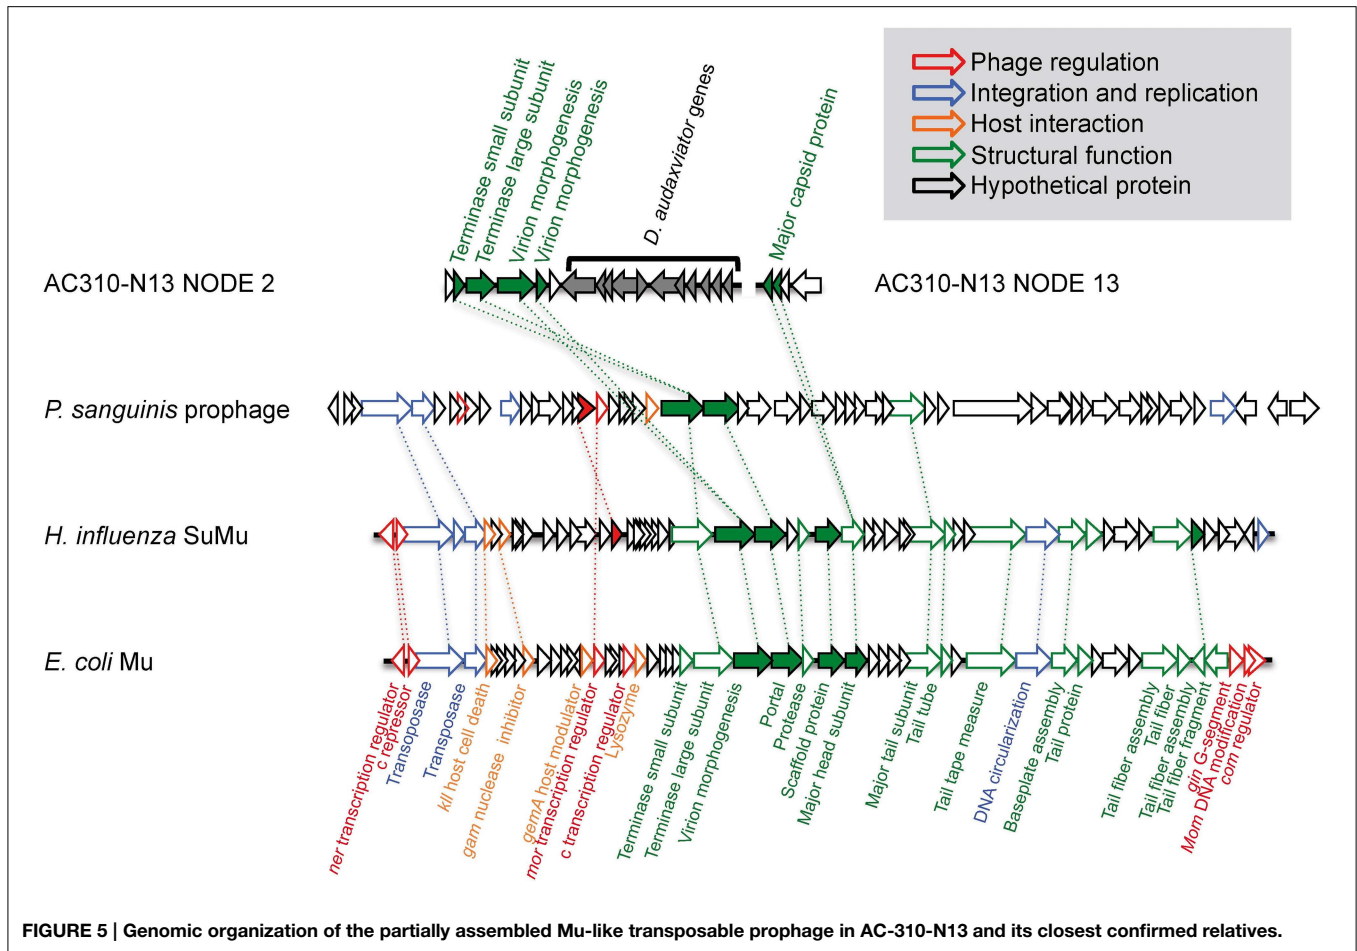 Phage regulation
Integration and replication
Host interaction
Structural function
Hypothetical protein
Terminase small subunit
Terminase large subunit
Virion morphogenesis
Virion morphogenesis
D. audaxviator genes
Major capsid protein
AC310-N13 NODE 2
AC310-N13 NODE 13
P. sanguinis prophage
H. influenza SuMu
E. coli Mu
ner transcription regulator
c repressor
Transoposase
Transposase
kil host cell death
gam nuclease inhibitor
gemA host modulator
mor transcription regulator
c transcription regulator
Lysozyme
Terminase small subunit
Terminase large subunit
Virion morphogenesis
Portal
Protease
Scaffold protein
Major head subunit
Major tail subunit
Tail tube
Tail tape measure
DNA circularization
Baseplate assembly
Tail protein
Tail fiber assembly
Tail fiber
Tail fiber assembly
Tail fiber fragment
gin G-segment
Mom DNA modification
com regulator
FIGURE 5 | Genomic organization of the partially assembled Mu-like transposable prophage in AC-310-N13 and its closest confirmed relatives.